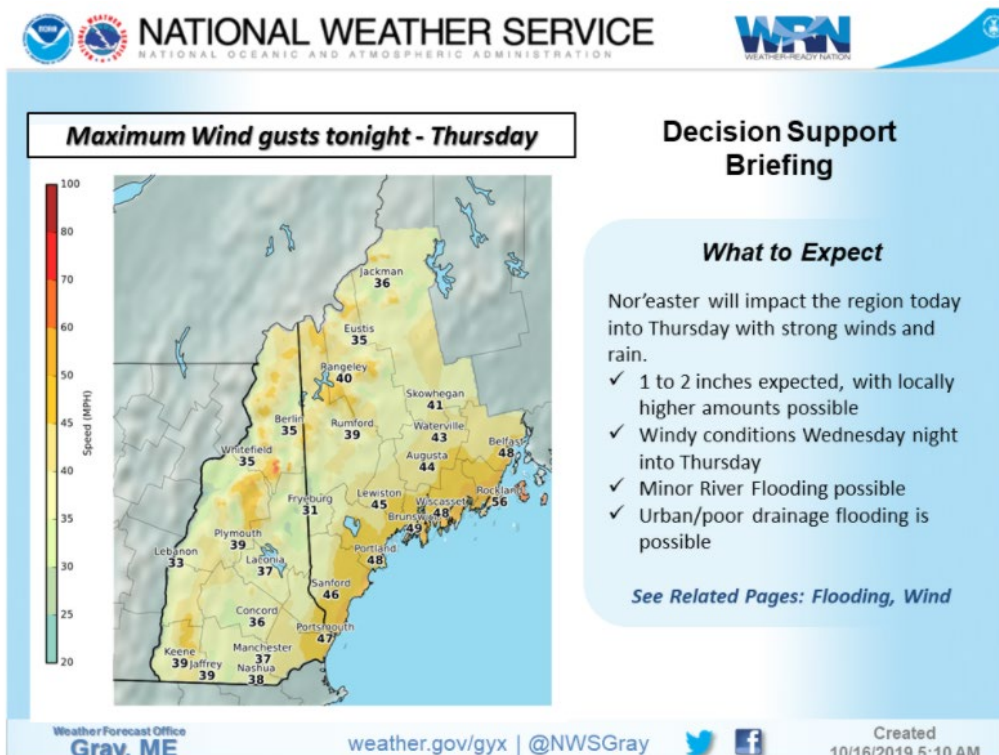 NATIONAL WEATHER SERVICE
NATIONAL OCEANIC AND ATMOSPHERIC ADMINISTRATION
WRN
WEATHER-READY NATION
Maximum Wind gusts tonight - Thursday
Decision Support
Briefing
100
80
70
60
50
45
40
35
30
25
20
Speed (MPH)
Jackman
36
Eustis
35
Rangeley
40
Skowhegan
41
Berlin
35
Rumford
39
Waterville
43
Belfast
48
Whitefield
35
Augusta
44
Fryeburg
31
Lewiston
45
Wiscasset
48
Rockland
56
Brunswick
49
Plymouth
39
Portland
48
Lebanon
33
Laconia
37
Sanford
46
Concord
36
Portsmouth
47
Keene
39
Jaffrey
39
Manchester
37
Nashua
38
What to Expect
Nor'easter will impact the region today
into Thursday with strong winds and
rain.
✓ 1 to 2 inches expected, with locally
higher amounts possible
✓ Windy conditions Wednesday night
into Thursday
✓ Minor River Flooding possible
✓ Urban/poor drainage flooding is
possible
See Related Pages: Flooding, Wind
Weather Forecast Office
Gray, ME
weather.gov/gyx | @NWSGray
Created
10/16/2019 5:10 AM